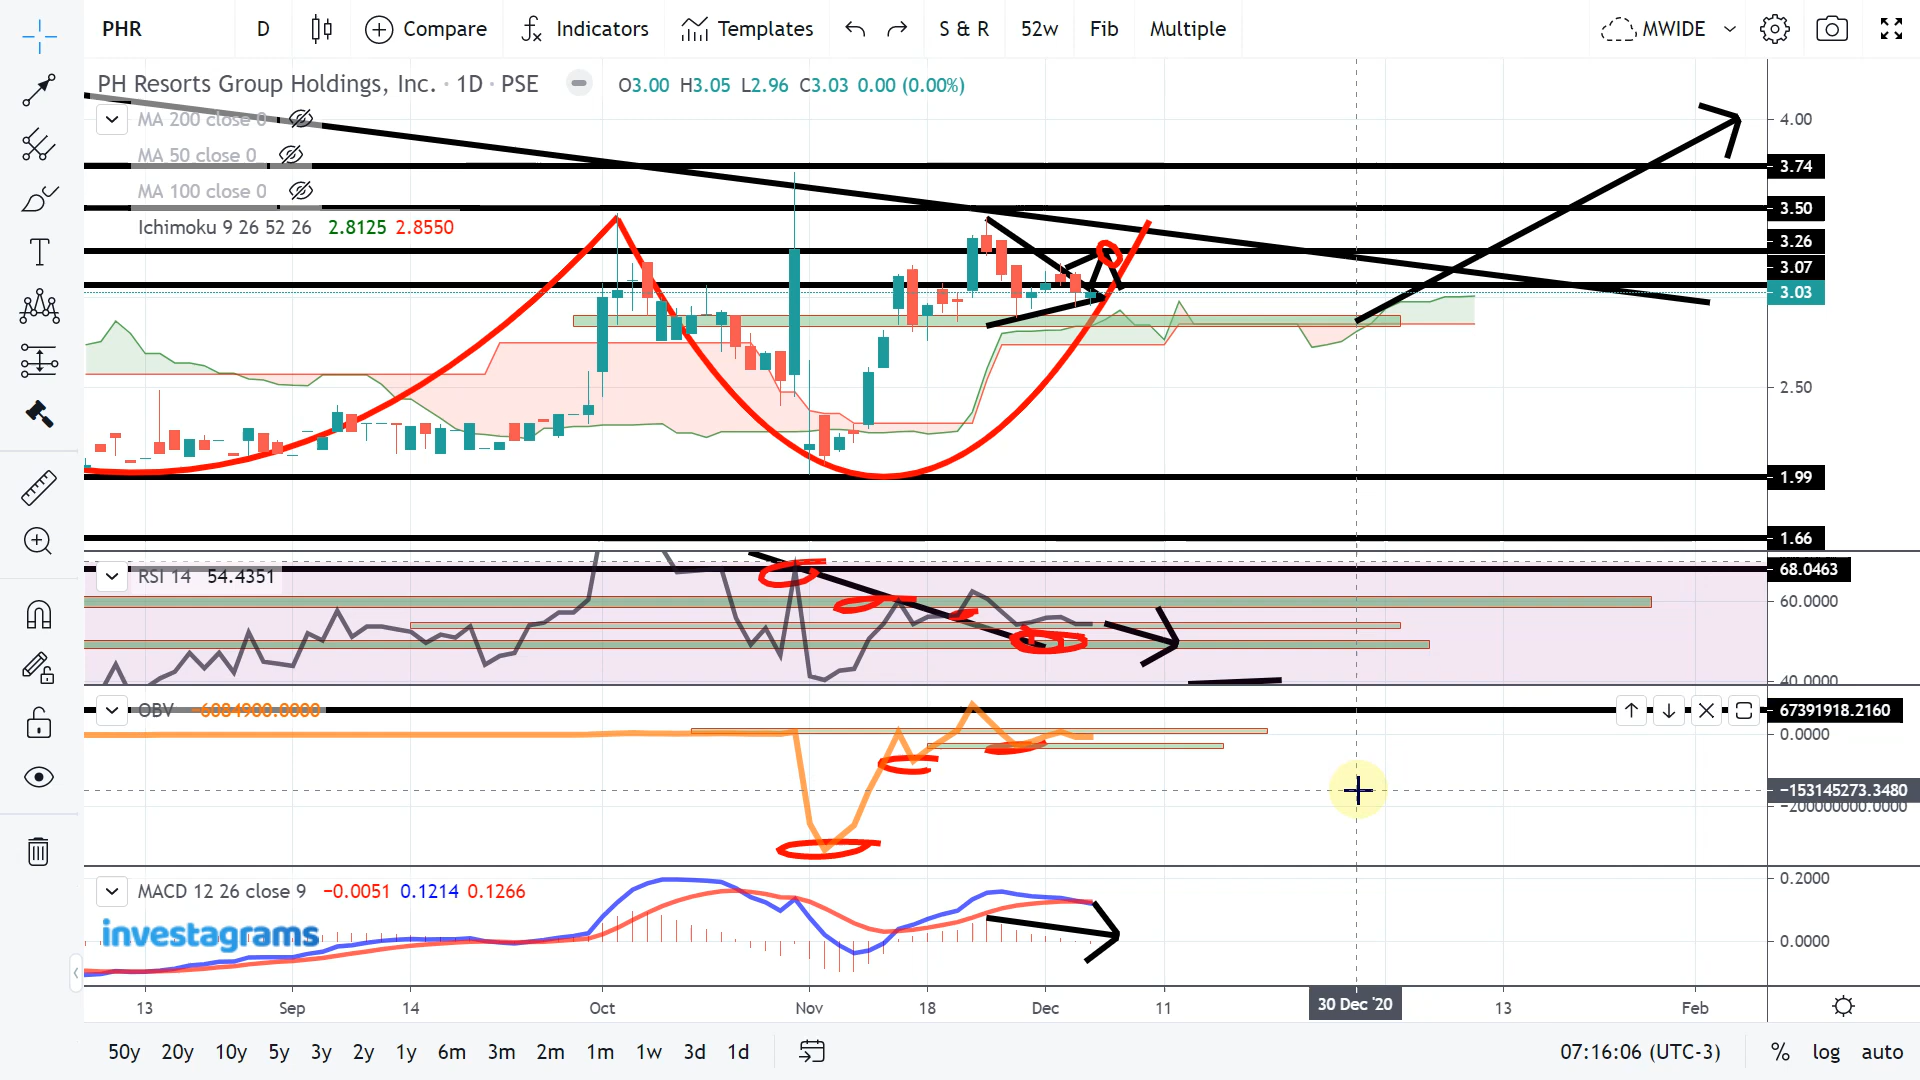 PHR D Compare Indicators Templates S & R 52w Fib Multiple MWIDE
PH Resorts Group Holdings, Inc. · 1D · PSE O3.00 H3.05 L2.96 C3.03 0.00 (0.00%)
MA 200 close 0
MA 50 close 0
MA 100 close 0
Ichimoku 9 26 52 26 2.8125 2.8550
4.00
3.74
3.50
3.26
3.07
3.03
2.50
1.99
1.66
RSI 14 54.4351
68.0463
60.0000
40.0000
OBV −6084900.0000
67391918.2160
0.0000
−153145273.3480
−200000000.0000
MACD 12 26 close 9 −0.0051 0.1214 0.1266
0.2000
investagrams
0.0000
13 Sep 14 Oct Nov 18 Dec 11 30 Dec '20 13 Feb
50y 20y 10y 5y 3y 2y 1y 6m 3m 2m 1m 1w 3d 1d 07:16:06 (UTC-3) % log auto